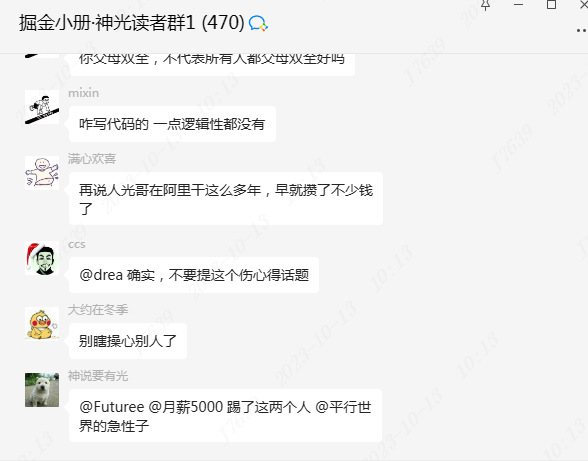 掘金小册·神光读者群1 (470)
你父母双全，不代表所有人都父母双全好吗
mixin
咋写代码的 一点逻辑性都没有
满心欢喜
再说人光哥在阿里干这么多年，早就攒了不少钱
了
ccs
@drea 确实，不要提这个伤心得话题
大约在冬季
别瞎操心别人了
神说要有光
@Futuree @月薪5000 踢了这两个人 @平行世
界的急性子